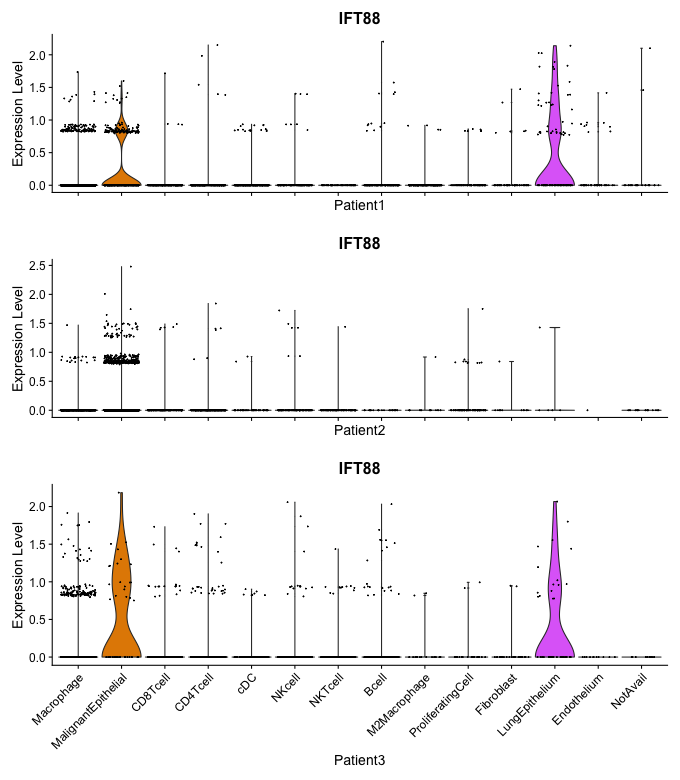 IFT88
Expression Level
2.0
1.5
1.0
0.5
0.0
Patient1
IFT88
Expression Level
2.5
2.0
1.5
1.0
0.5
0.0
Patient2
IFT88
Expression Level
2.0
1.5
1.0
0.5
0.0
Macrophage
MalignantEpithelial
CD8Tcell
CD4Tcell
cDC
NKcell
NKTcell
Bcell
M2Macrophage
ProliferatingCell
Fibroblast
LungEpithelium
Endothelium
NotAvail
Patient3